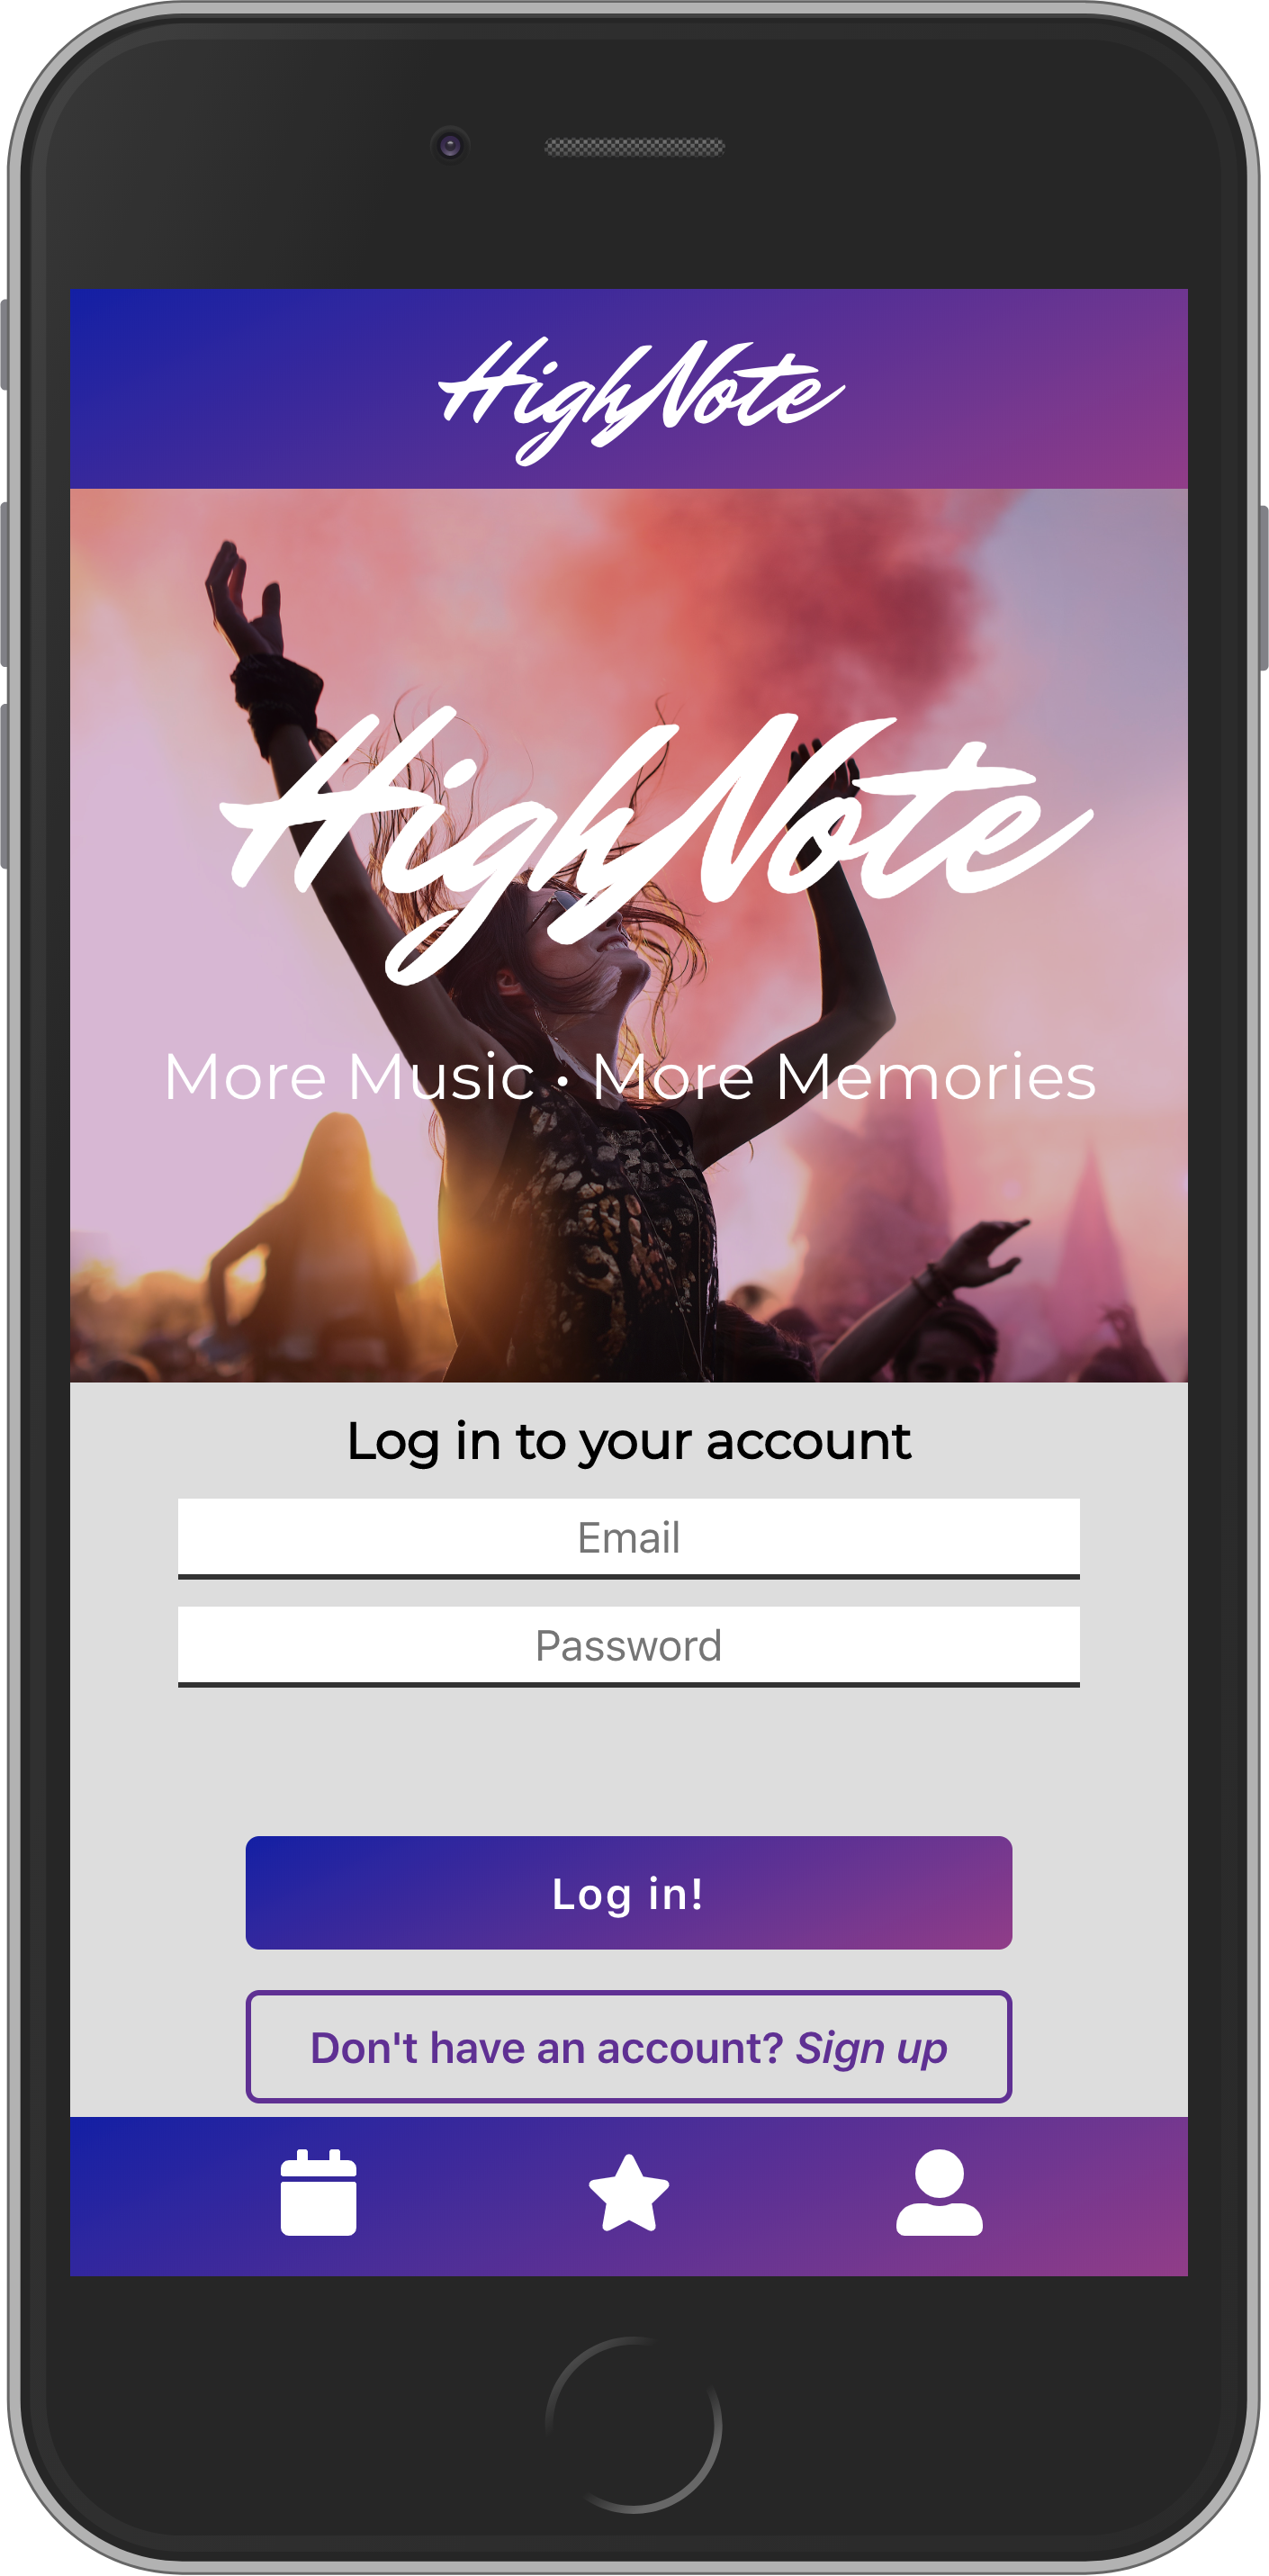 HighNote
HighNote
More Music · More Memories
Log in to your account
Email
Password
Log in!
Don't have an account? Sign up